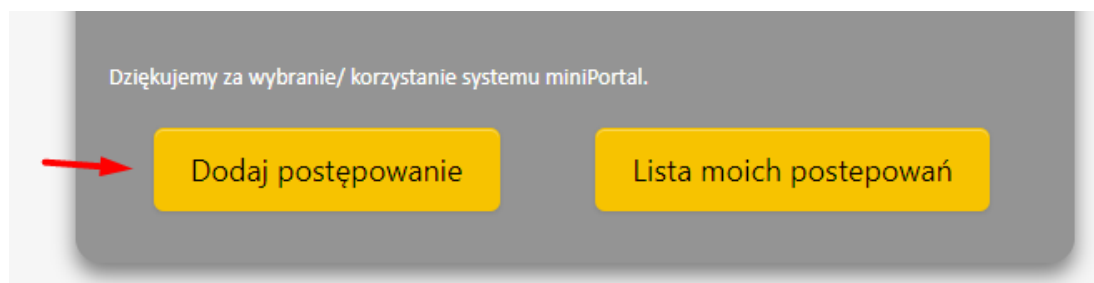 Dziękujemy za wybranie/ korzystanie systemu miniPortal.
Dodaj postępowanie
Lista moich postepowań